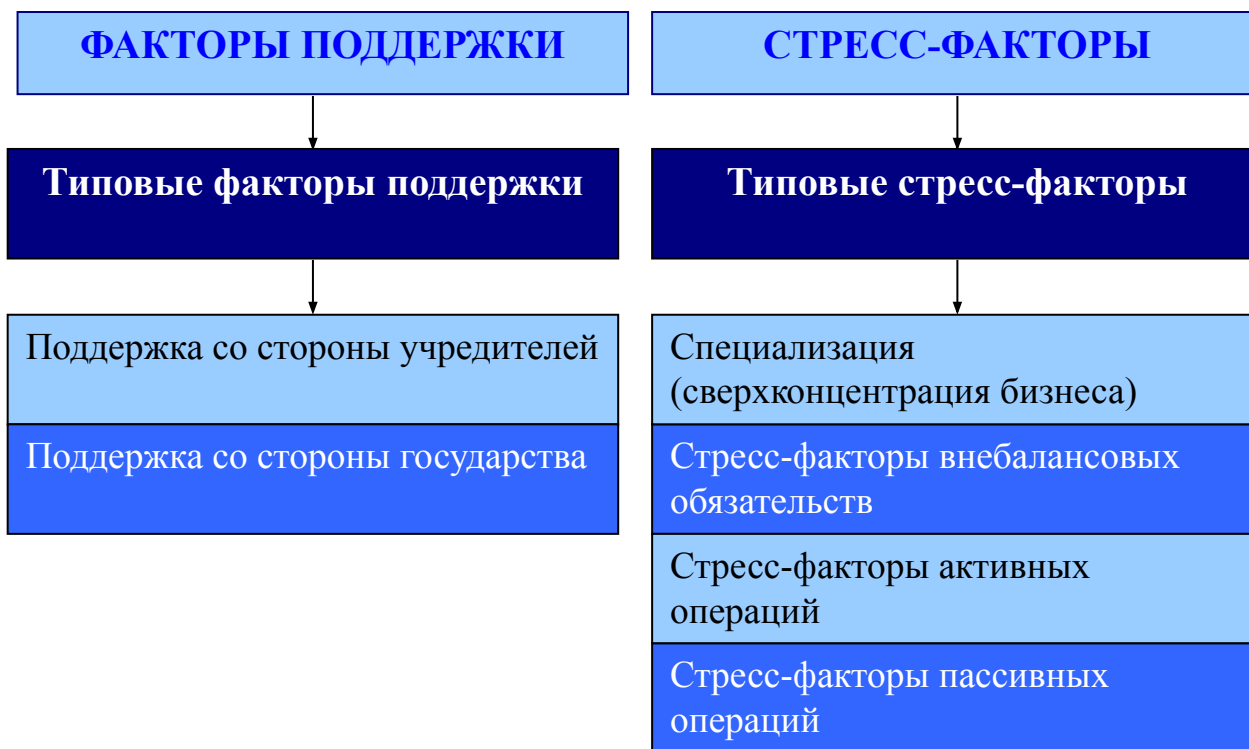 ФАКТОРЫ ПОДДЕРЖКИ
Типовые факторы поддержки
Поддержка со стороны учредителей
Поддержка со стороны государства
СТРЕСС-ФАКТОРЫ
Типовые стресс-факторы
Специализация
(сверхконцентрация бизнеса)
Стресс-факторы внебалансовых
обязательств
Стресс-факторы активных
операций
Стресс-факторы пассивных
операций